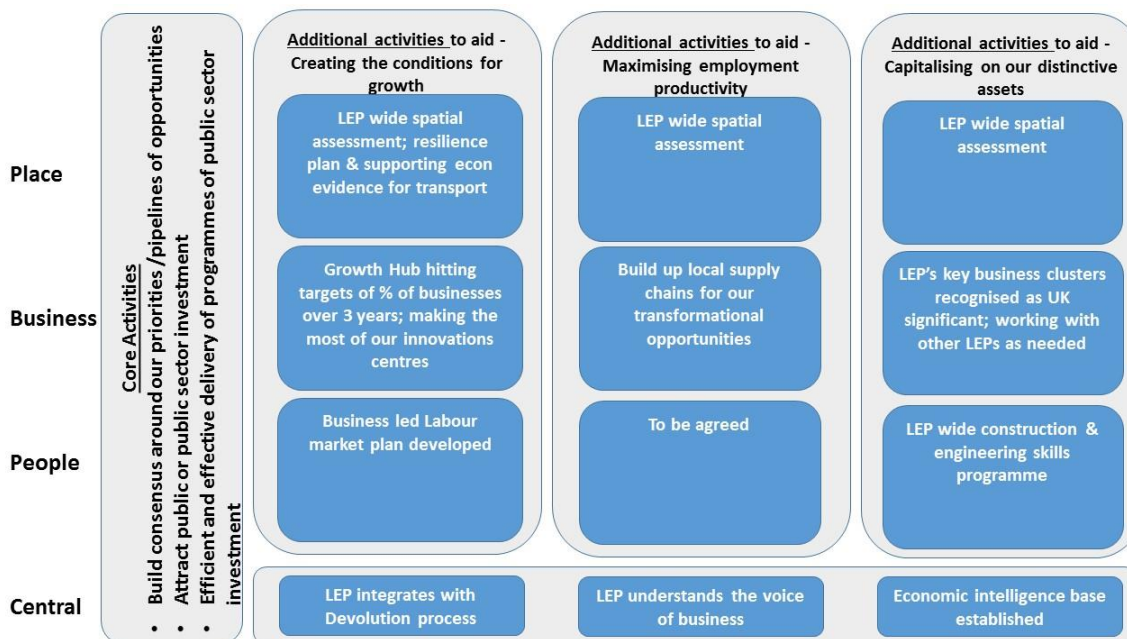 Core Activities
• Build consensus around our priorities /pipelines of opportunities
• Attract public or public sector investment
• Efficient and effective delivery of programmes of public sector
investment
Additional activities to aid -
Creating the conditions for
growth
Additional activities to aid -
Maximising employment
productivity
Additional activities to aid -
Capitalising on our distinctive
assets
Place
LEP wide spatial
assessment; resilience
plan & supporting econ
evidence for transport
LEP wide spatial
assessment
LEP wide spatial
assessment
Business
Growth Hub hitting
targets of % of businesses
over 3 years; making the
most of our innovations
centres
Build up local supply
chains for our
transformational
opportunities
LEP's key business clusters
recognised as UK
significant; working with
other LEPs as needed
People
Business led Labour
market plan developed
To be agreed
LEP wide construction &
engineering skills
programme
Central
LEP integrates with
Devolution process
LEP understands the voice
of business
Economic intelligence base
established